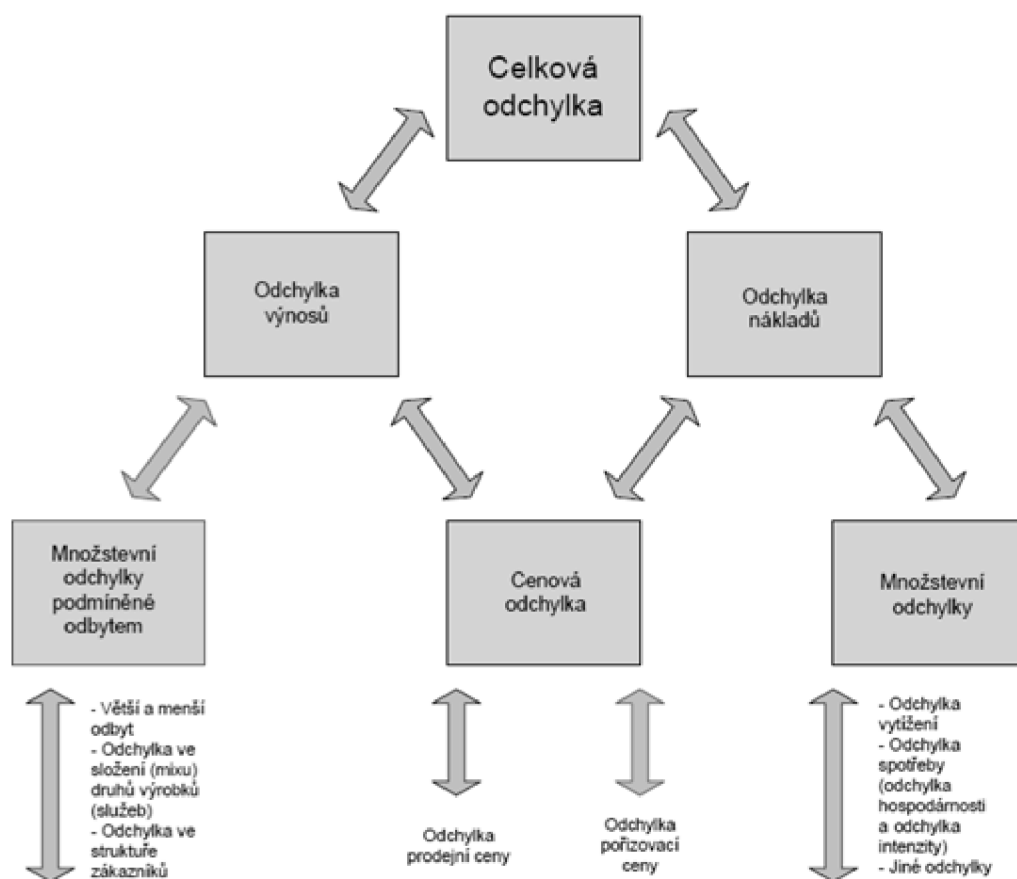 Celková
odchylka
Odchylka
výnosů
Odchylka
nákladů
Množstevní
odchylky
podmíněné
odbytem
Cenová
odchylka
Množstevní
odchylky
- Větší a menší
odbyt
- Odchylka ve
složení (mixu)
druhů výrobků
(služeb)
- Odchylka ve
struktuře
zákazníků
Odchylka
prodejní ceny
Odchylka
pořizovací
ceny
- Odchylka
vytížení
- Odchylka
spotřeby
(odchylka
hospodárnosti
a odchylka
intenzity)
- Jiné odchylky